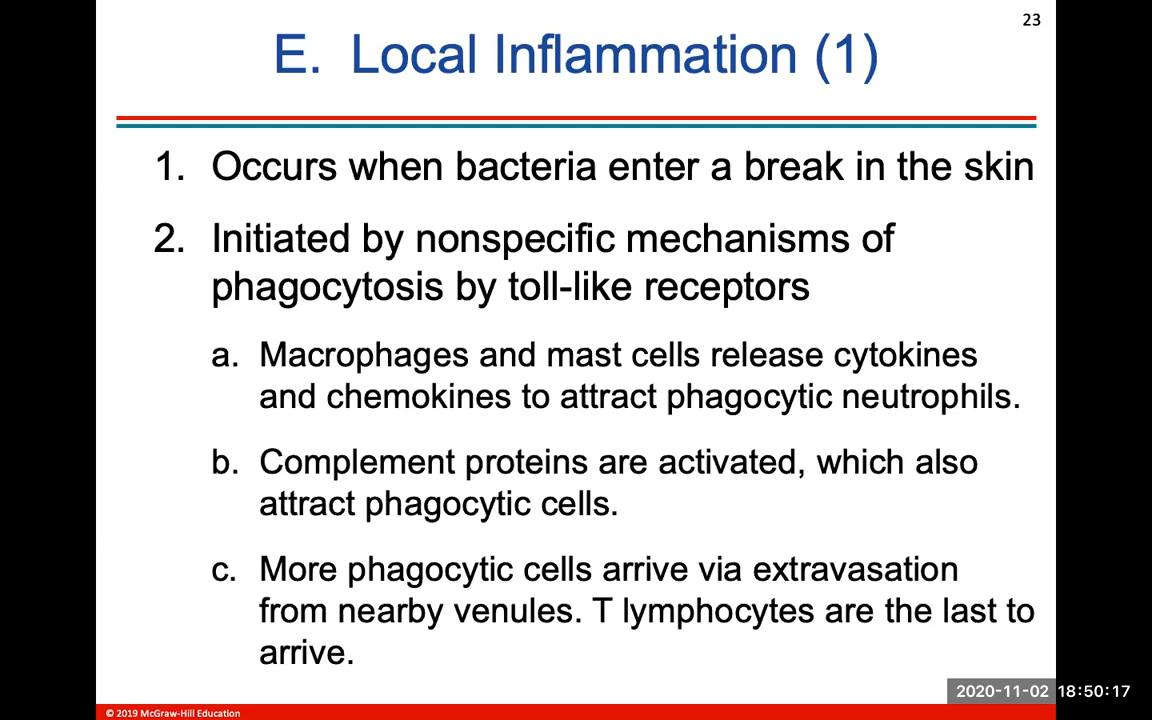 23
E. Local Inflammation (1)
1. Occurs when bacteria enter a break in the skin
2. Initiated by nonspecific mechanisms of
phagocytosis by toll-like receptors
a. Macrophages and mast cells release cytokines
and chemokines to attract phagocytic neutrophils.
b. Complement proteins are activated, which also
attract phagocytic cells.
c. More phagocytic cells arrive via extravasation
from nearby venules. T lymphocytes are the last to
arrive.
2020-11-02 18:50:17
© 2019 McGraw-Hill Education